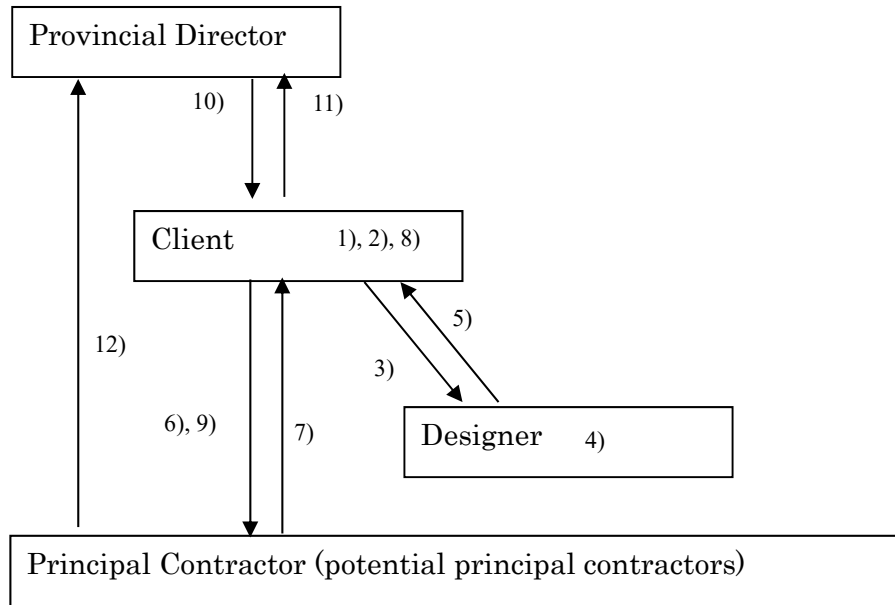 Provincial Director
10)
11)
Client 1), 2), 8)
5)
12)
3)
6), 9)
7)
Designer 4)
Principal Contractor (potential principal contractors)